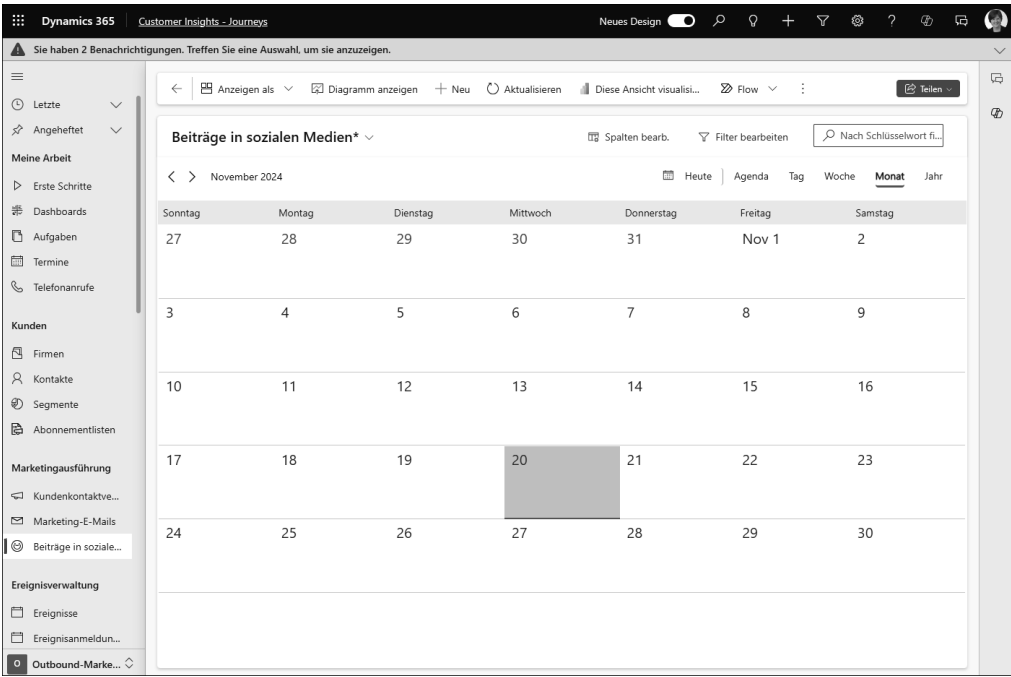 Dynamics 365 Customer Insights - Journeys Neues Design
Sie haben 2 Benachrichtigungen. Treffen Sie eine Auswahl, um sie anzuzeigen.
Letzte
Angeheftet
Meine Arbeit
Erste Schritte
Dashboards
Aufgaben
Termine
Telefonanrufe
Kunden
Firmen
Kontakte
Segmente
Abonnementlisten
Marketingausführung
Kundenkontaktve...
Marketing-E-Mails
Beiträge in soziale...
Ereignisverwaltung
Ereignisse
Ereignisanmeldun...
O Outbound-Marke...
Anzeigen als Diagramm anzeigen Neu Aktualisieren Diese Ansicht visualisi... Flow Teilen
Beiträge in sozialen Medien* Spalten bearb. Filter bearbeiten Nach Schlüsselwort fi...
November 2024 Heute Agenda Tag Woche Monat Jahr
Sonntag Montag Dienstag Mittwoch Donnerstag Freitag Samstag
27 28 29 30 31 Nov 1 2
3 4 5 6 7 8 9
10 11 12 13 14 15 16
17 18 19 20 21 22 23
24 25 26 27 28 29 30